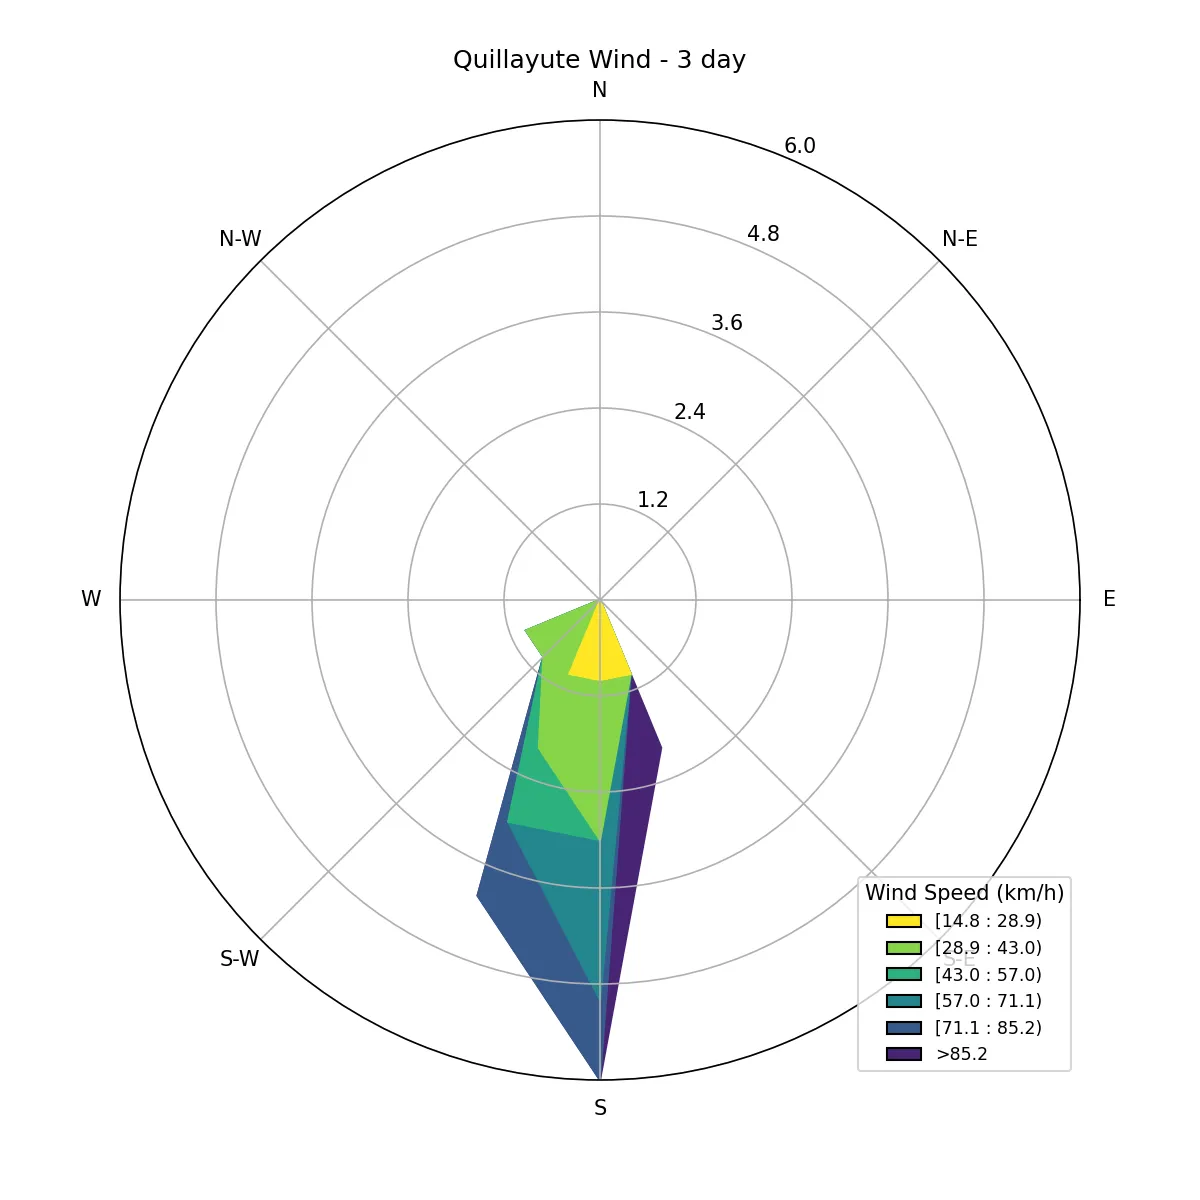 Quillayute Wind - 3 day
N
6.0
N-W
4.8
N-E
3.6
2.4
1.2
W
E
Wind Speed (km/h)
[14.8 : 28.9)
[28.9 : 43.0)
S-W
S-E
[43.0 : 57.0)
[57.0 : 71.1)
[71.1 : 85.2)
>85.2
S